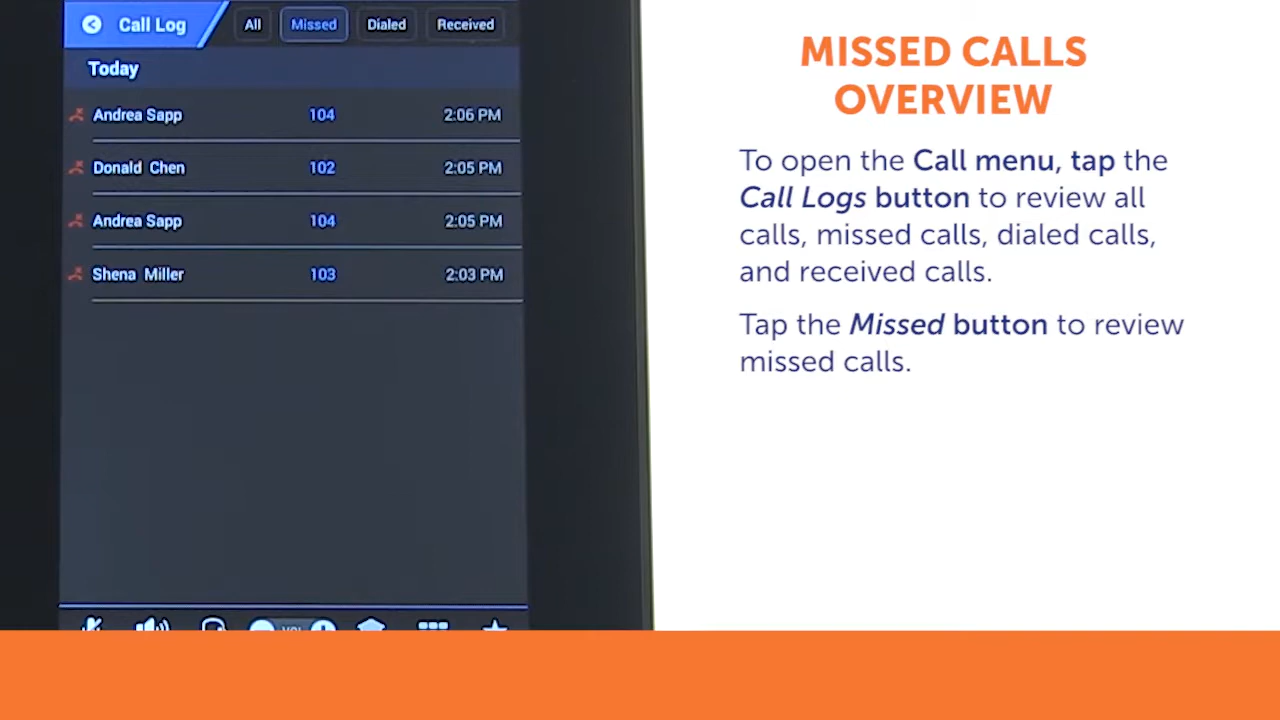 Call Log All Missed Dialed Received
Today
Andrea Sapp 104 2:06 PM
Donald Chen 102 2:05 PM
Andrea Sapp 104 2:05 PM
Shena Miller 103 2:03 PM
MISSED CALLS
OVERVIEW
To open the Call menu, tap the
Call Logs button to review all
calls, missed calls, dialed calls,
and received calls.
Tap the Missed button to review
missed calls.